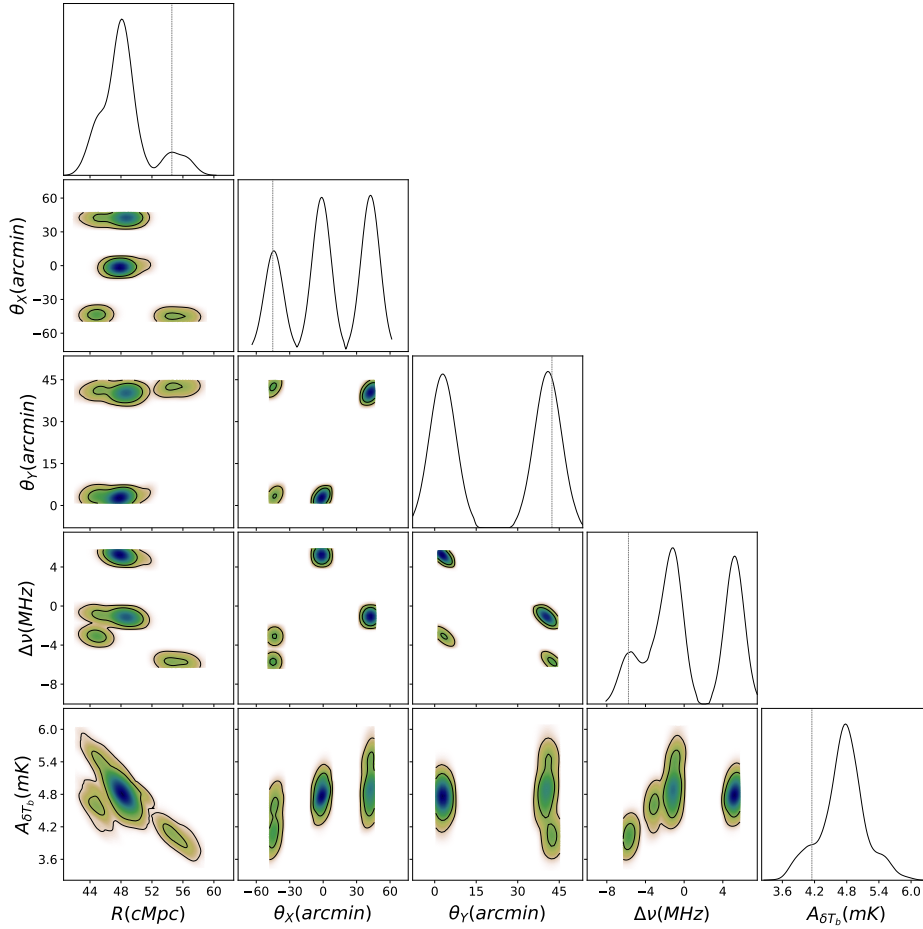 60
30
0
−30
−60
θX(arcmin)
45
30
15
0
θY(arcmin)
4
0
−4
−8
Δν(MHz)
6.0
5.4
4.8
4.2
3.6
AδTb(mK)
44 48 52 56 60
−60 −30 0 30 60
0 15 30 45
−8 −4 0 4
3.6 4.2 4.8 5.4 6.0
R(cMpc)
θX(arcmin)
θY(arcmin)
Δν(MHz)
AδTb(mK)